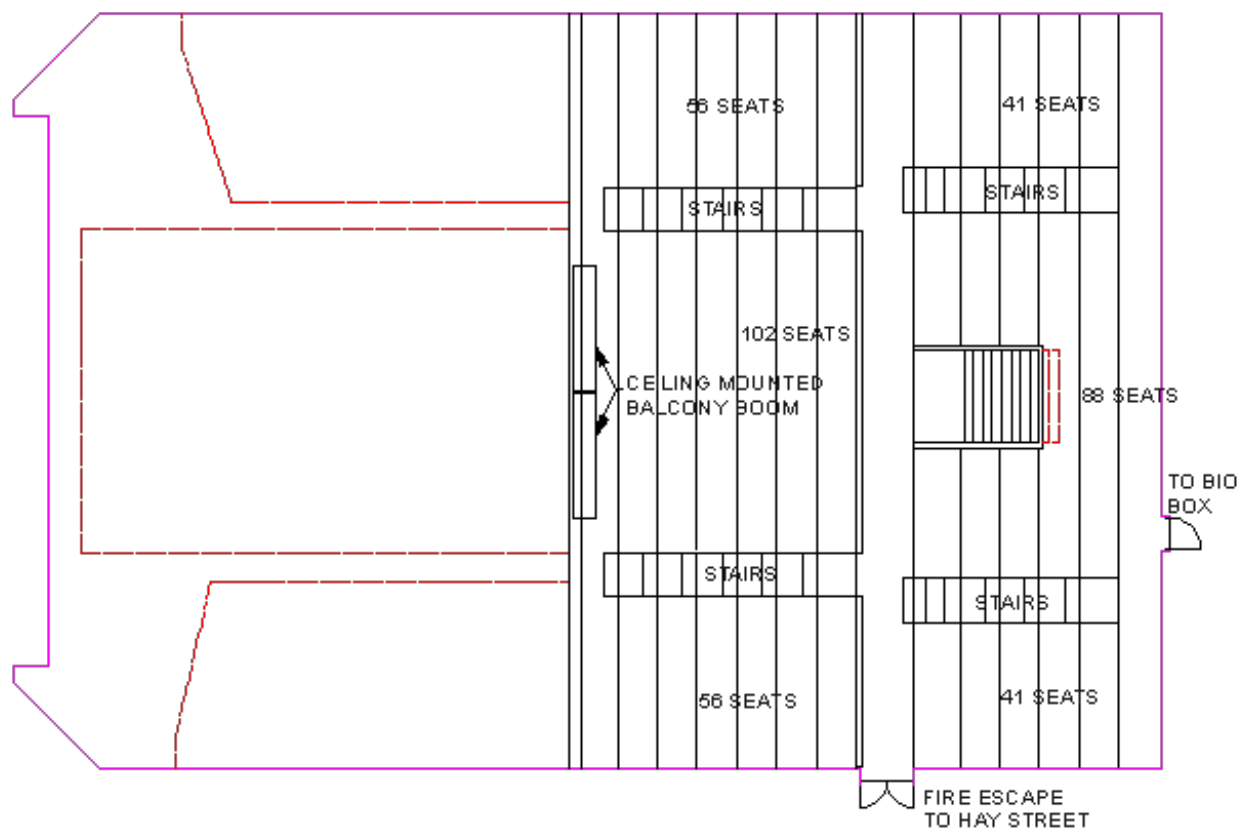 56 SEATS
41 SEATS
STAIRS
STAIRS
102 SEATS
CEILING MOUNTED
BALCONY BOOM
88 SEATS
TO BIO
BOX
STAIRS
STAIRS
56 SEATS
41 SEATS
FIRE ESCAPE
TO HAY STREET